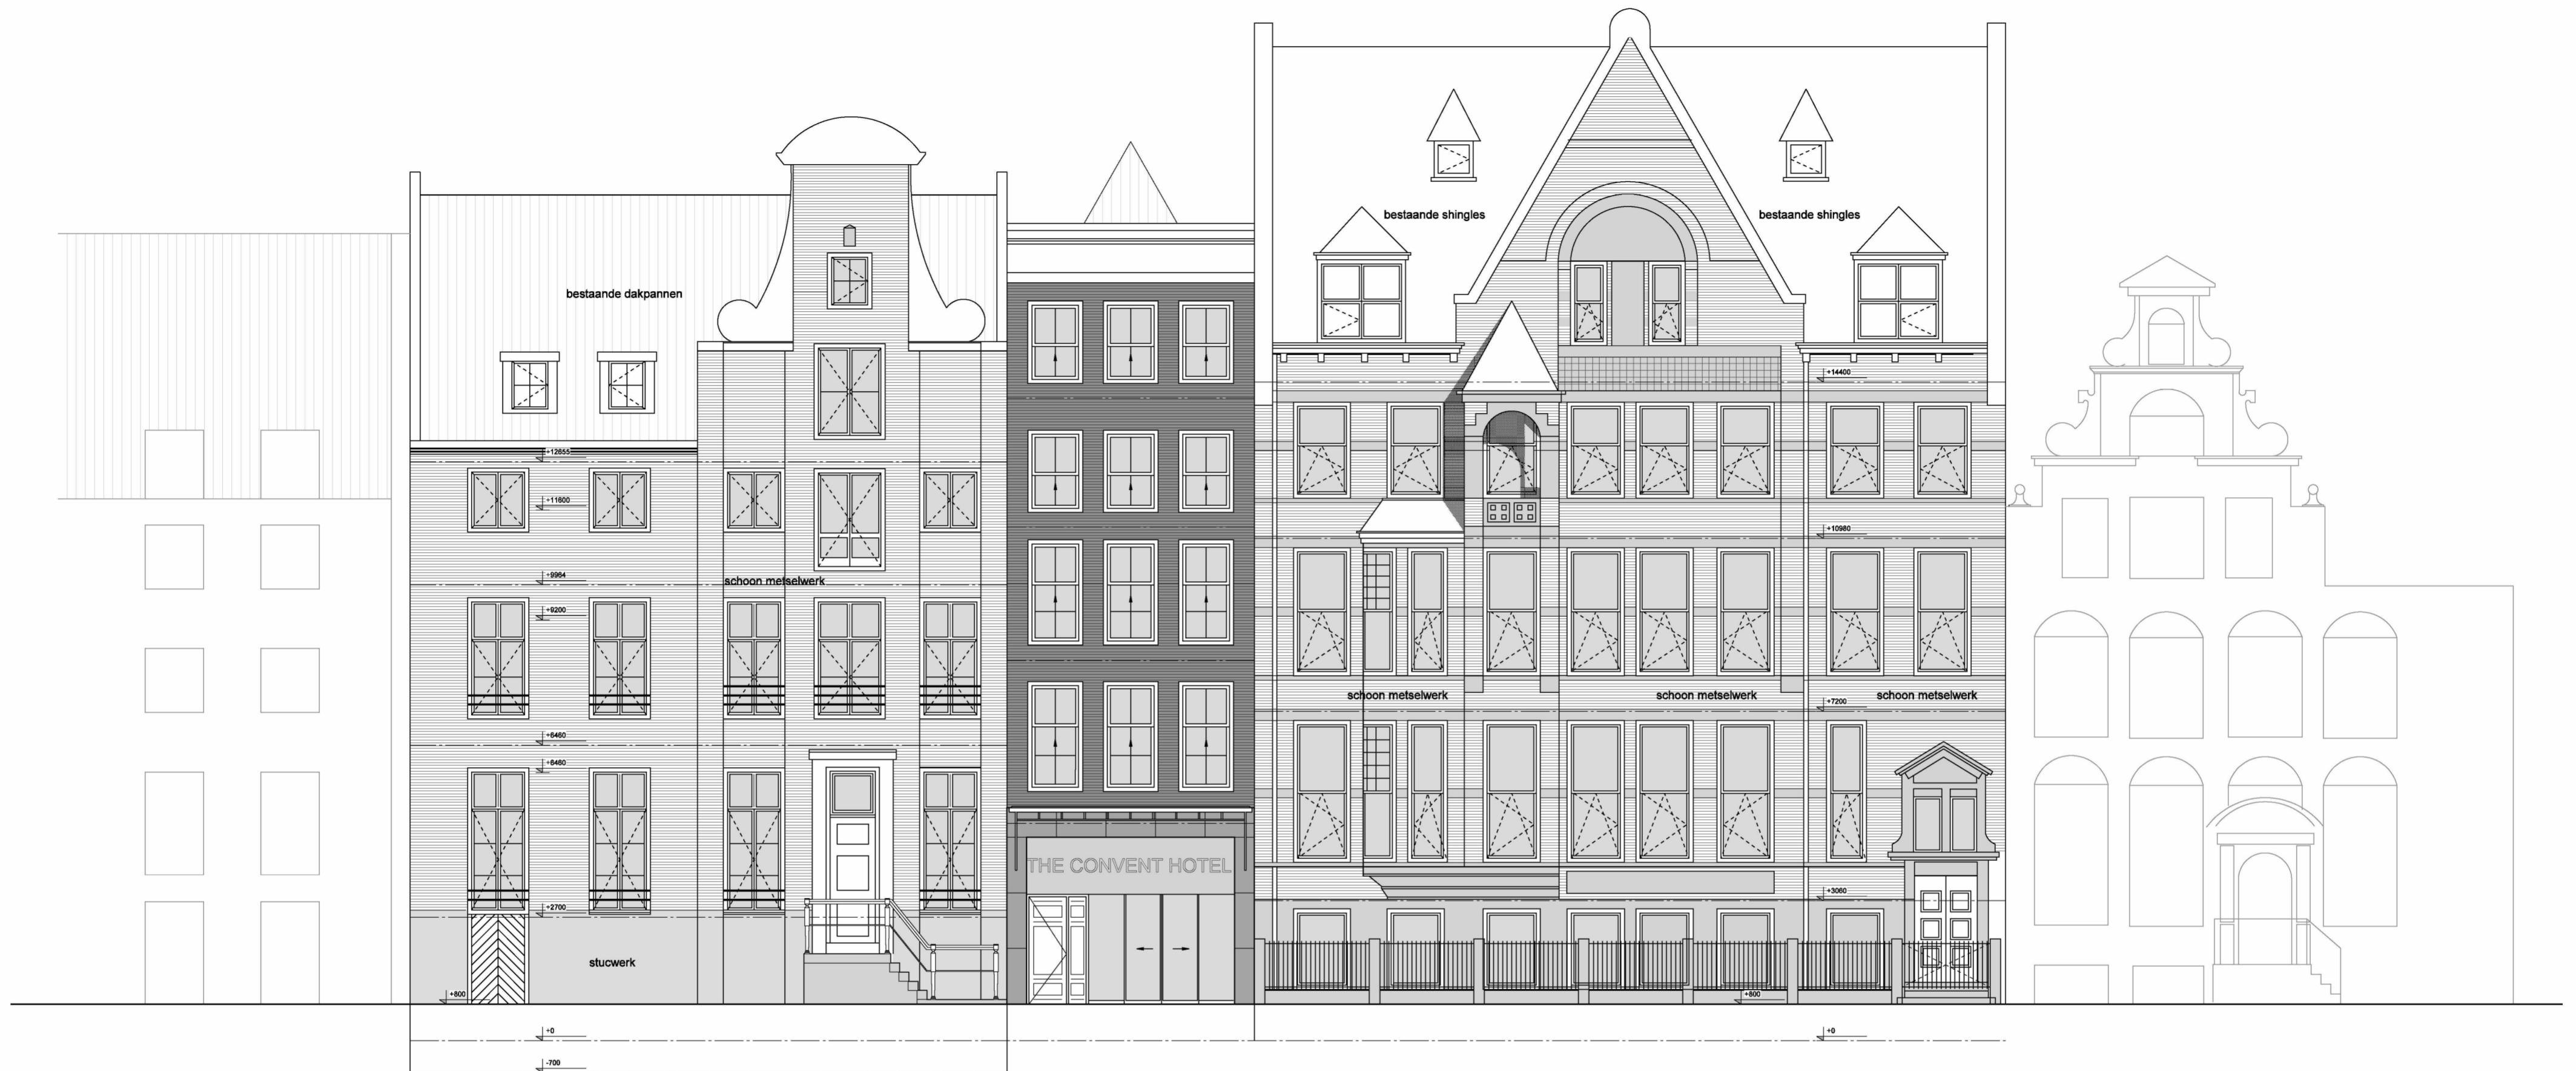 bestaande shingles
bestaande shingles
bestaande dakpannen
+14400
+12655
+11600
+10980
schoon metselwerk
+9964
+9200
schoon metselwerk
schoon metselwerk
schoon metselwerk
+7200
+6460
+6460
THE CONVENT HOTEL
+3060
+2700
stucwerk
+800
+800
+0
+0
-700